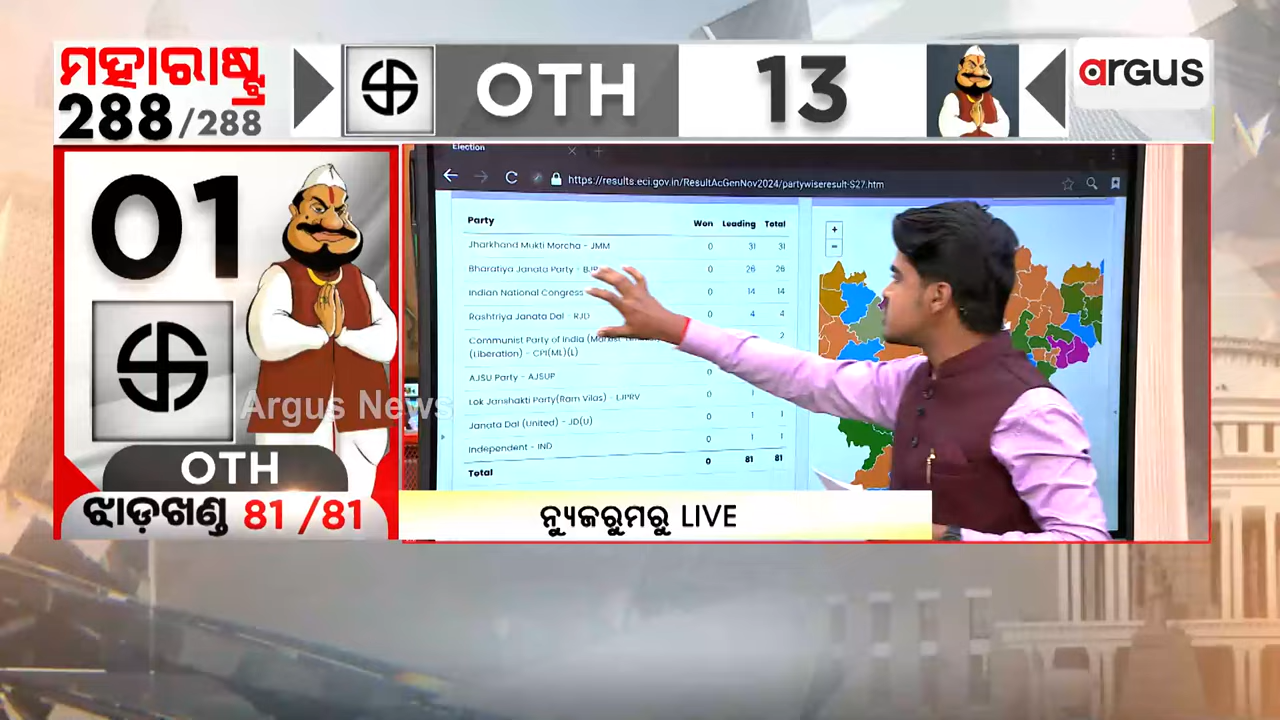 ମହାରାଷ୍ଟ୍ର
288/288
OTH
13
argus
01
OTH
ଝାଡ଼ଖଣ୍ଡ 81/81
Argus News
Election
https://results.eci.gov.in/ResultAcGenNov2024/partywiseresult-S27.htm
Party Won Leading Total
Jharkhand Mukti Morcha - JMM 0 31 31
Bharatiya Janata Party - BJP 0 26 26
Indian National Congress 0 14 14
Rashtriya Janata Dal - RJD 0 4 4
Communist Party of India 2
(Liberation) - CPI(ML)(L)
AJSU Party - AJSUP 0
Lok Janshakti Party(Ram Vilas) - LJPRV 0 1
Janata Dal (United) - JD(U) 0 1 1
Independent - IND 0 1 1
Total 0 81 81
ନ୍ୟୁଜରୁମରୁ LIVE